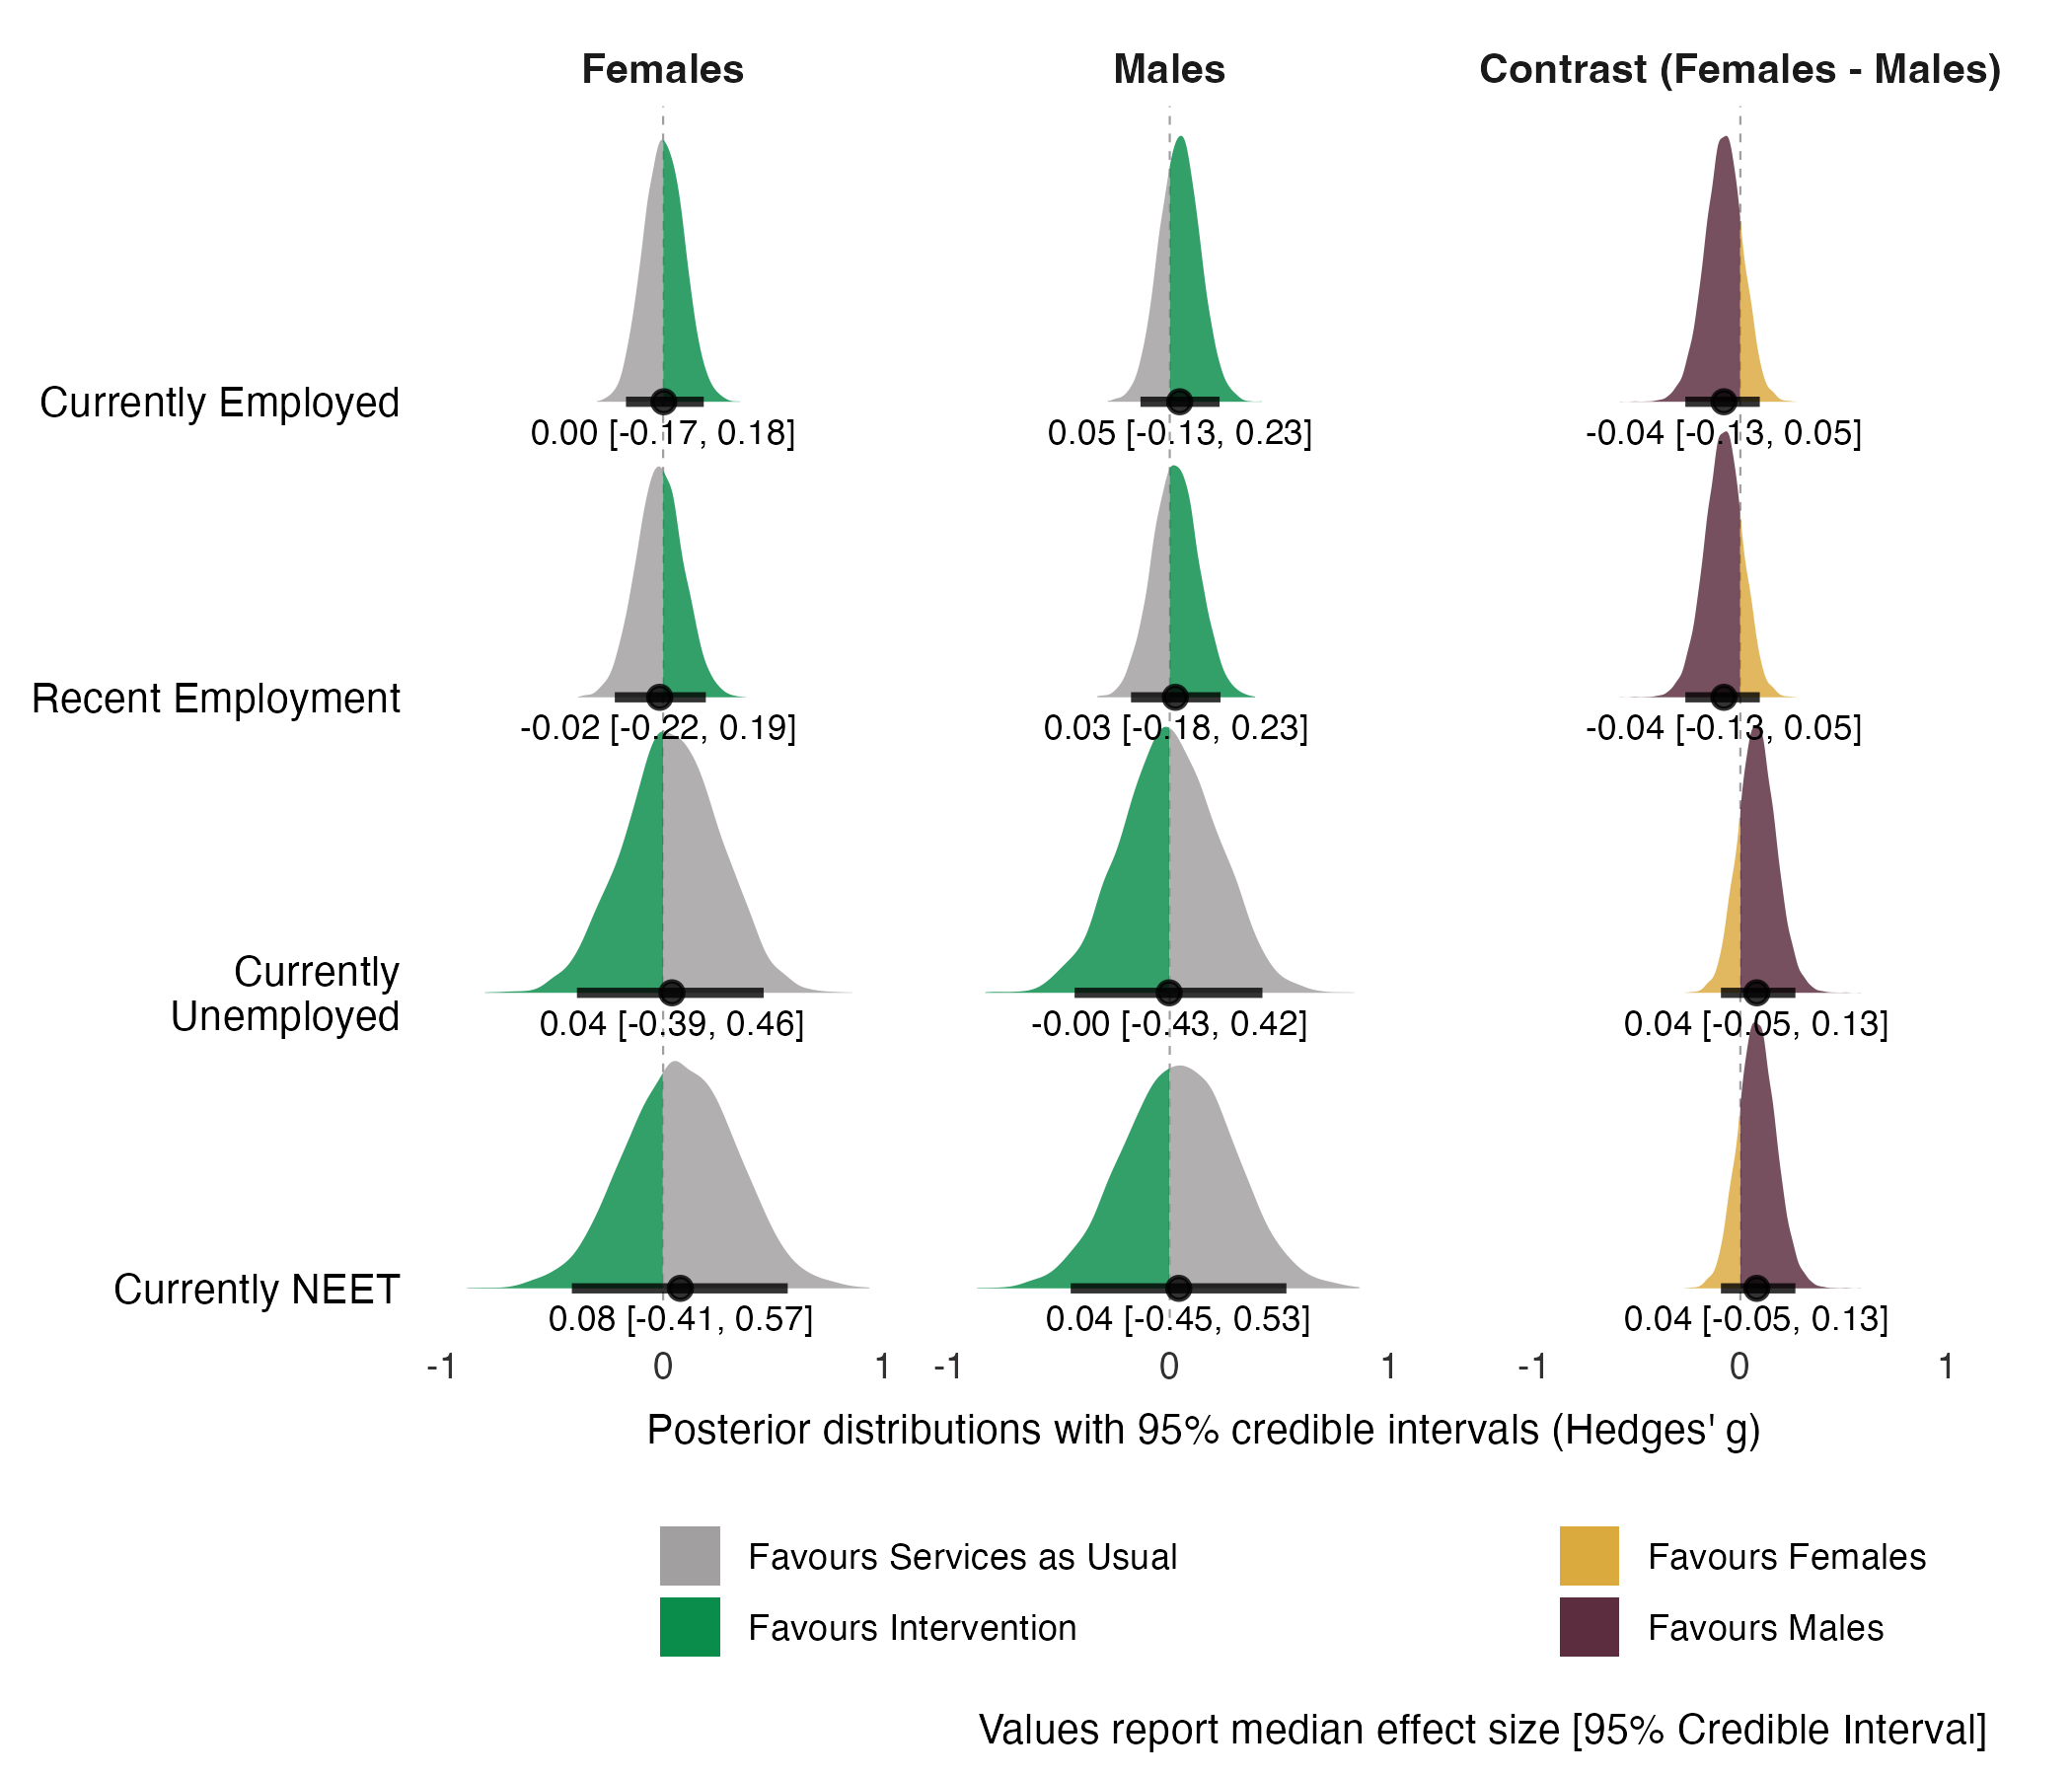 Females Males Contrast (Females - Males)
Currently Employed
0.00 [-0.17, 0.18] 0.05 [-0.13, 0.23] -0.04 [-0.13, 0.05]
Recent Employment
-0.02 [-0.22, 0.19] 0.03 [-0.18, 0.23] -0.04 [-0.13, 0.05]
Currently
Unemployed
0.04 [-0.39, 0.46] -0.00 [-0.43, 0.42] 0.04 [-0.05, 0.13]
Currently NEET
0.08 [-0.41, 0.57] 0.04 [-0.45, 0.53] 0.04 [-0.05, 0.13]
-1 0 1 -1 0 1 -1 0 1
Posterior distributions with 95% credible intervals (Hedges' g)
Favours Services as Usual Favours Females
Favours Intervention Favours Males
Values report median effect size [95% Credible Interval]